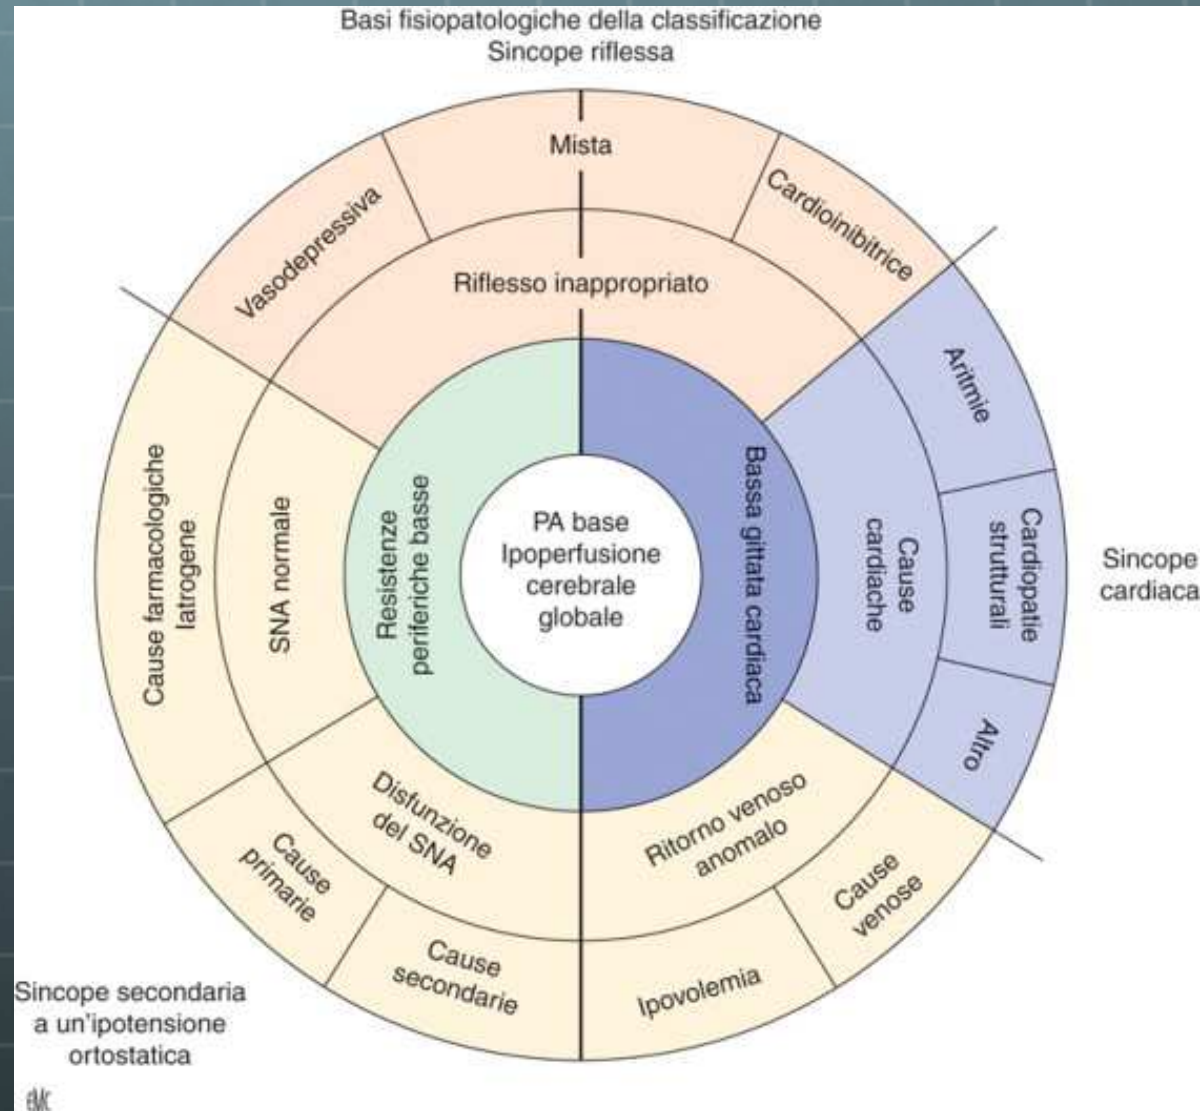 Basi fisiopatologiche della classificazione
Sincope riflessa
Mista
Vasodepressiva
Cardioinibitrice
Riflesso inappropriato
Aritmie
Cardiopatie
strutturali
Altro
Cause
cardiache
Sincope
cardiaca
Bassa gittata cardiaca
PA base
Ipoperfusione
cerebrale
globale
Resistenze
periferiche basse
SNA normale
Cause farmacologiche
Iatrogene
Disfunzione
del SNA
Ritorno venoso
anomalo
Cause
primarie
Cause
secondarie
Ipovolemia
Cause
venose
Sincope secondaria
a un'ipotensione
ortostatica
EMC